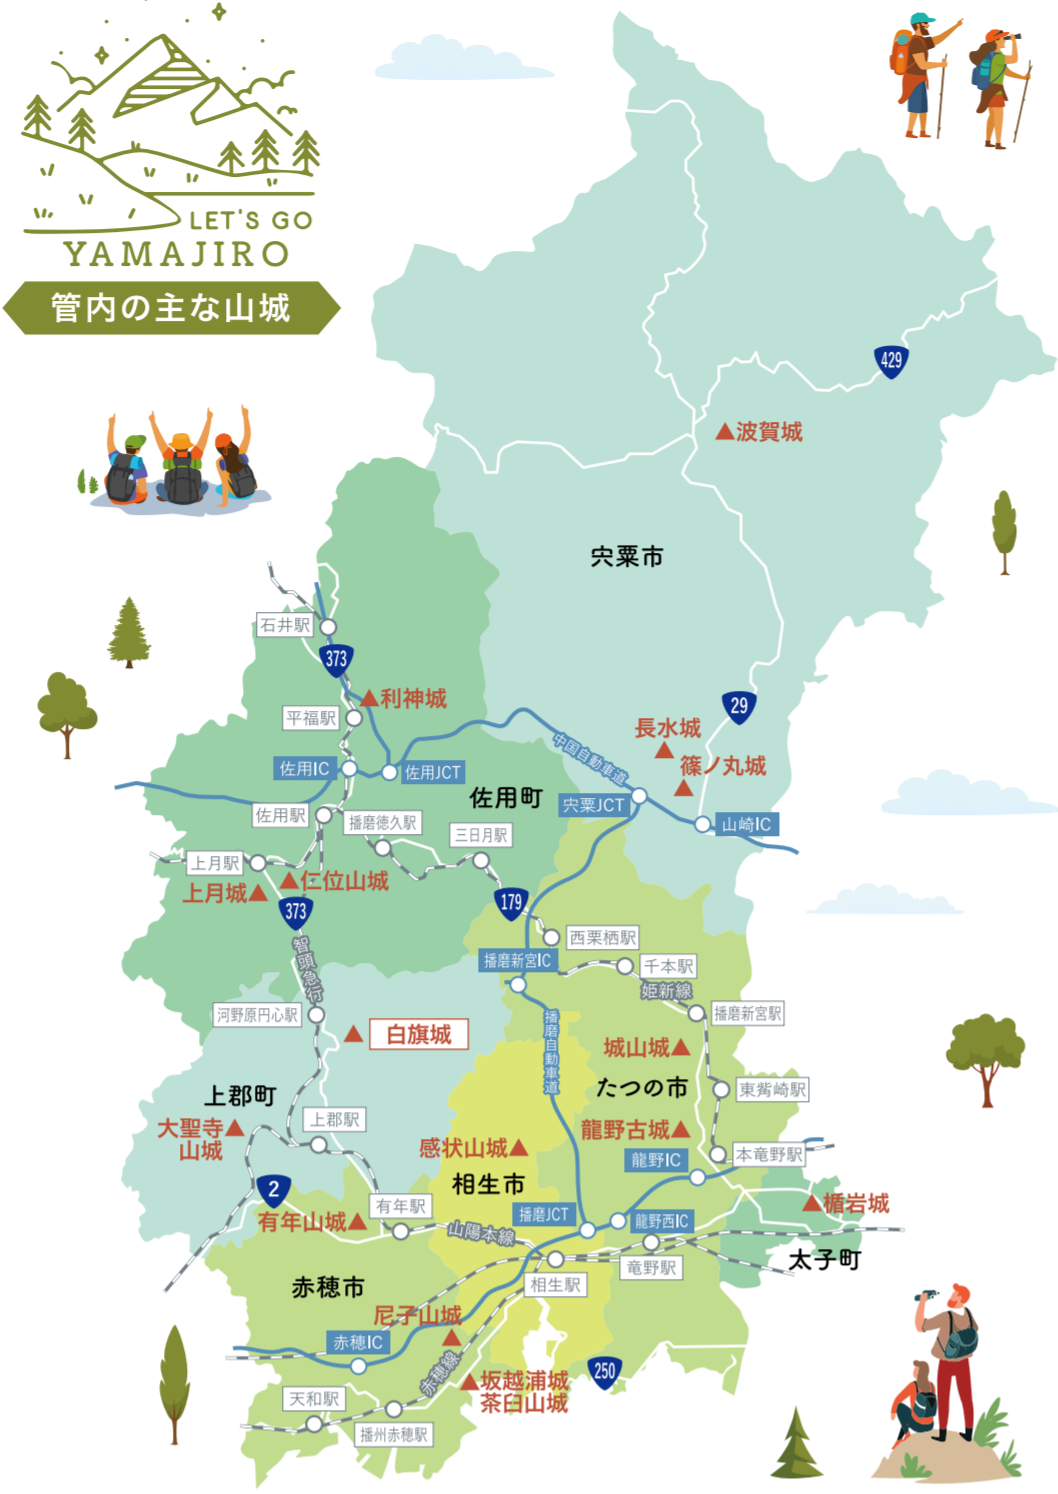 LET'S GO
YAMAJIRO
管内の主な山城
429
波賀城
宍粟市
石井駅
373
利神城
平福駅
29
長水城
篠ノ丸城
中国自動車道
佐用IC
佐用JCT
佐用町
宍粟JCT
山崎IC
佐用駅
播磨徳久駅
三日月駅
上月駅
上月城
仁位山城
373
179
智頭急行
西栗栖駅
播磨新宮IC
千本駅
姫新線
河野原円心駅
播磨新宮駅
白旗城
播磨自動車道
城山城
たつの市
東觜崎駅
上郡町
上郡駅
大聖寺
山城
龍野古城
感状山城
本竜野駅
龍野IC
相生市
2
有年駅
有年山城
播磨JCT
龍野西IC
楯岩城
山陽本線
太子町
竜野駅
赤穂市
相生駅
尼子山城
赤穂IC
赤穂線
250
坂越浦城
茶臼山城
天和駅
播州赤穂駅